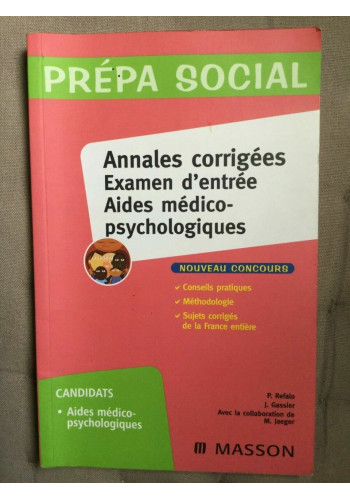 PRÉPA SOCIAL
Annales corrigées
Examen d'entrée
Aides médico-
psychologiques
NOUVEAU CONCOURS
Conseils pratiques
Méthodologie
Sujets corrigés
de la France entière
P. Refalo
J. Gassier
Avec la collaboration de
M. Jaeger
CANDIDATS
• Aides médico-
psychologiques
MASSON